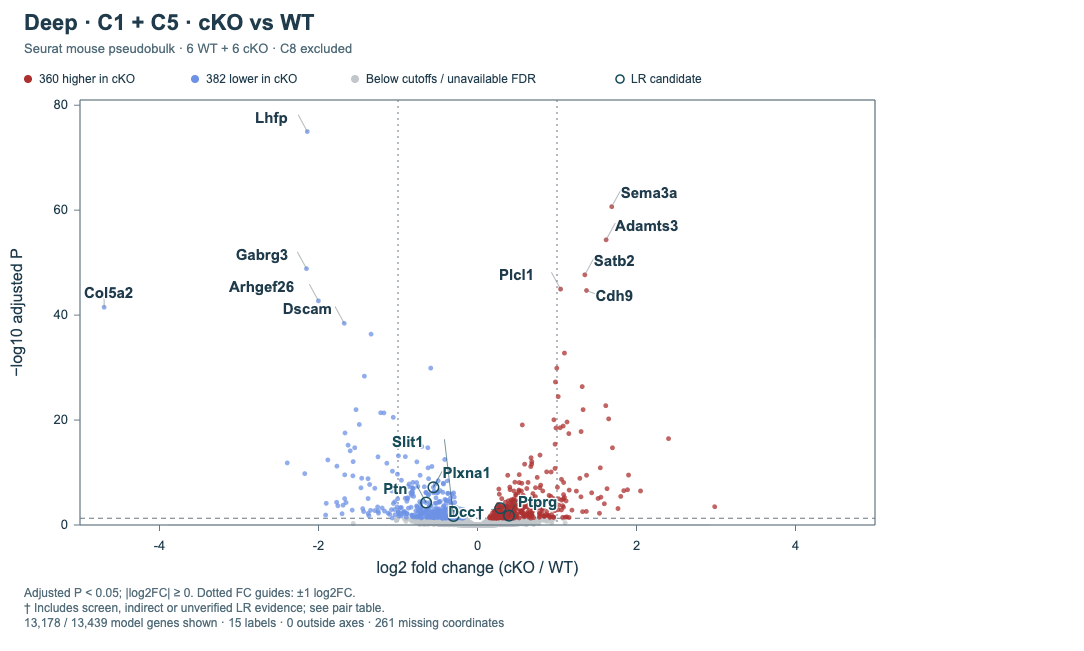 Deep · C1 + C5 · cKO vs WT
Seurat mouse pseudobulk · 6 WT + 6 cKO · C8 excluded
360 higher in cKO
382 lower in cKO
Below cutoffs / unavailable FDR
LR candidate
80
60
40
20
0
−log10 adjusted P
Lhfp
Sema3a
Adamts3
Gabrg3
Satb2
Plcl1
Arhgef26
Col5a2
Cdh9
Dscam
Slit1
Plxna1
Ptn
Ptprg
Dcc†
-4
-2
0
2
4
log2 fold change (cKO / WT)
Adjusted P < 0.05; |log2FC| ≥ 0. Dotted FC guides: ±1 log2FC.
† Includes screen, indirect or unverified LR evidence; see pair table.
13,178 / 13,439 model genes shown · 15 labels · 0 outside axes · 261 missing coordinates